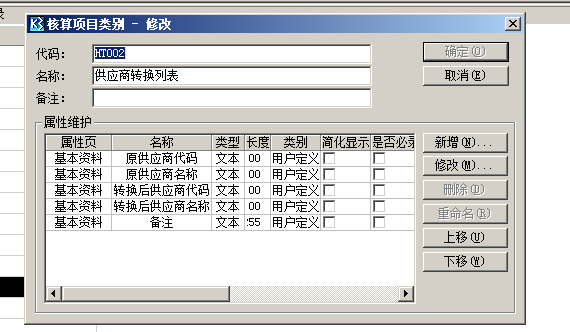 核算项目类别 - 修改
代码: HT002
确定(O)
名称: 供应商转换列表
取消(E)
备注:
属性维护
属性页 名称 类型 长度 类别 简化显示 是否必录
基本资料 原供应商代码 文本 00 用户定义
基本资料 原供应商名称 文本 00 用户定义
基本资料 转换后供应商代码 文本 00 用户定义
基本资料 转换后供应商名称 文本 00 用户定义
基本资料 备注 文本 :55 用户定义
新增(N)...
修改(M)...
删除(D)
重命名(R)
上移(U)
下移(W)